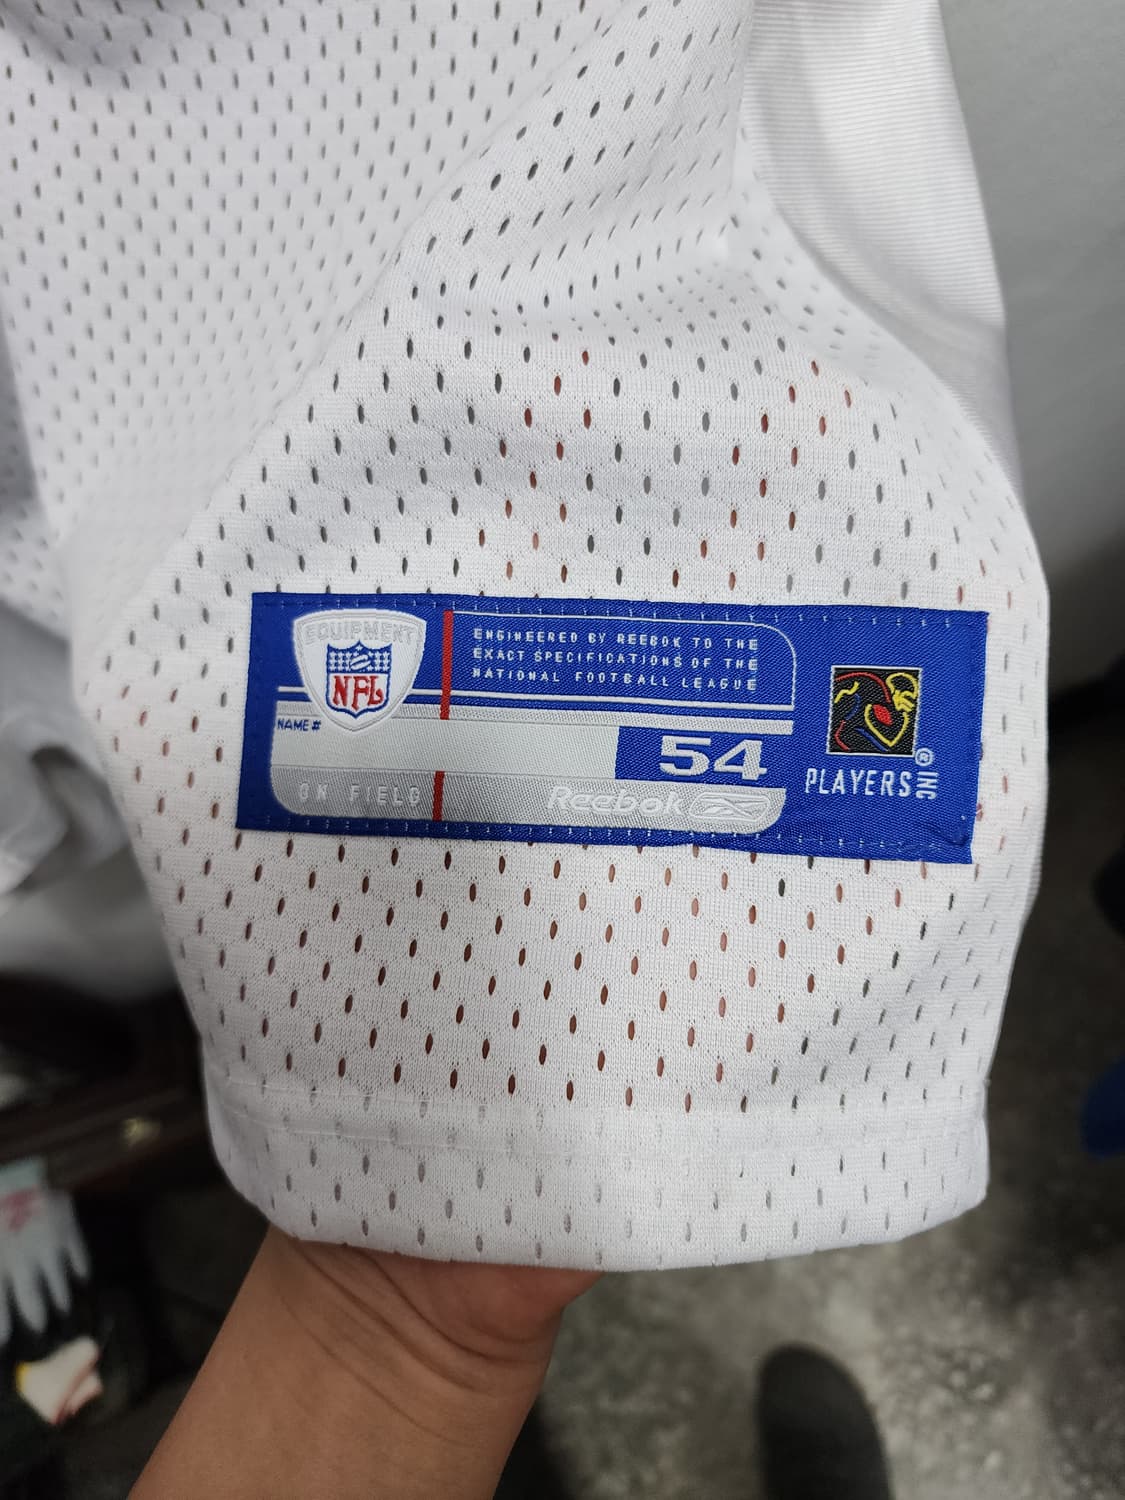 EQUIPMENT
NFL
ENGINEERED BY REEBOK TO THE
EXACT SPECIFICATIONS OF THE
NATIONAL FOOTBALL LEAGUE
NAME #
54
ON FIELD
Reebok
PLAYERS INC ®